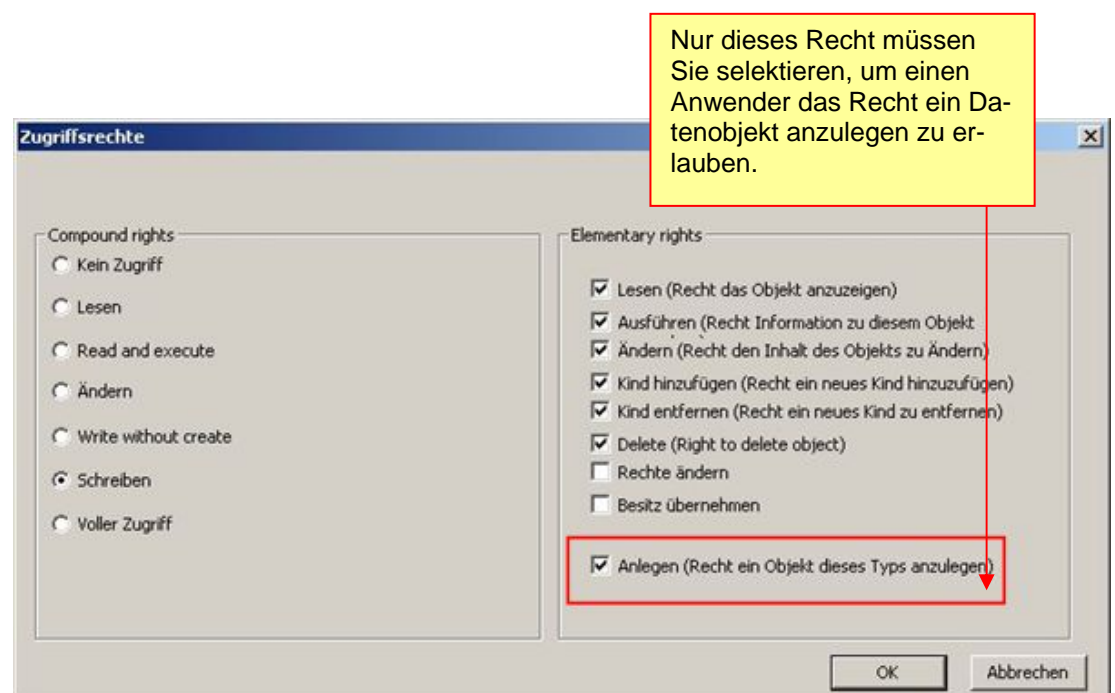 Nur dieses Recht müssen
Sie selektieren, um einen
Anwender das Recht ein Da-
tenobjekt anzulegen zu er-
lauben.
Zugriffsrechte
Compound rights
Kein Zugriff
Lesen
Read and execute
Ändern
Write without create
Schreiben
Voller Zugriff
Elementary rights
Lesen (Recht das Objekt anzuzeigen)
Ausführen (Recht Information zu diesem Objekt
Ändern (Recht den Inhalt des Objekts zu Ändern)
Kind hinzufügen (Recht ein neues Kind hinzuzufügen)
Kind entfernen (Recht ein neues Kind zu entfernen)
Delete (Right to delete object)
Rechte ändern
Besitz übernehmen
Anlegen (Recht ein Objekt dieses Typs anzulegen)
OK
Abbrechen